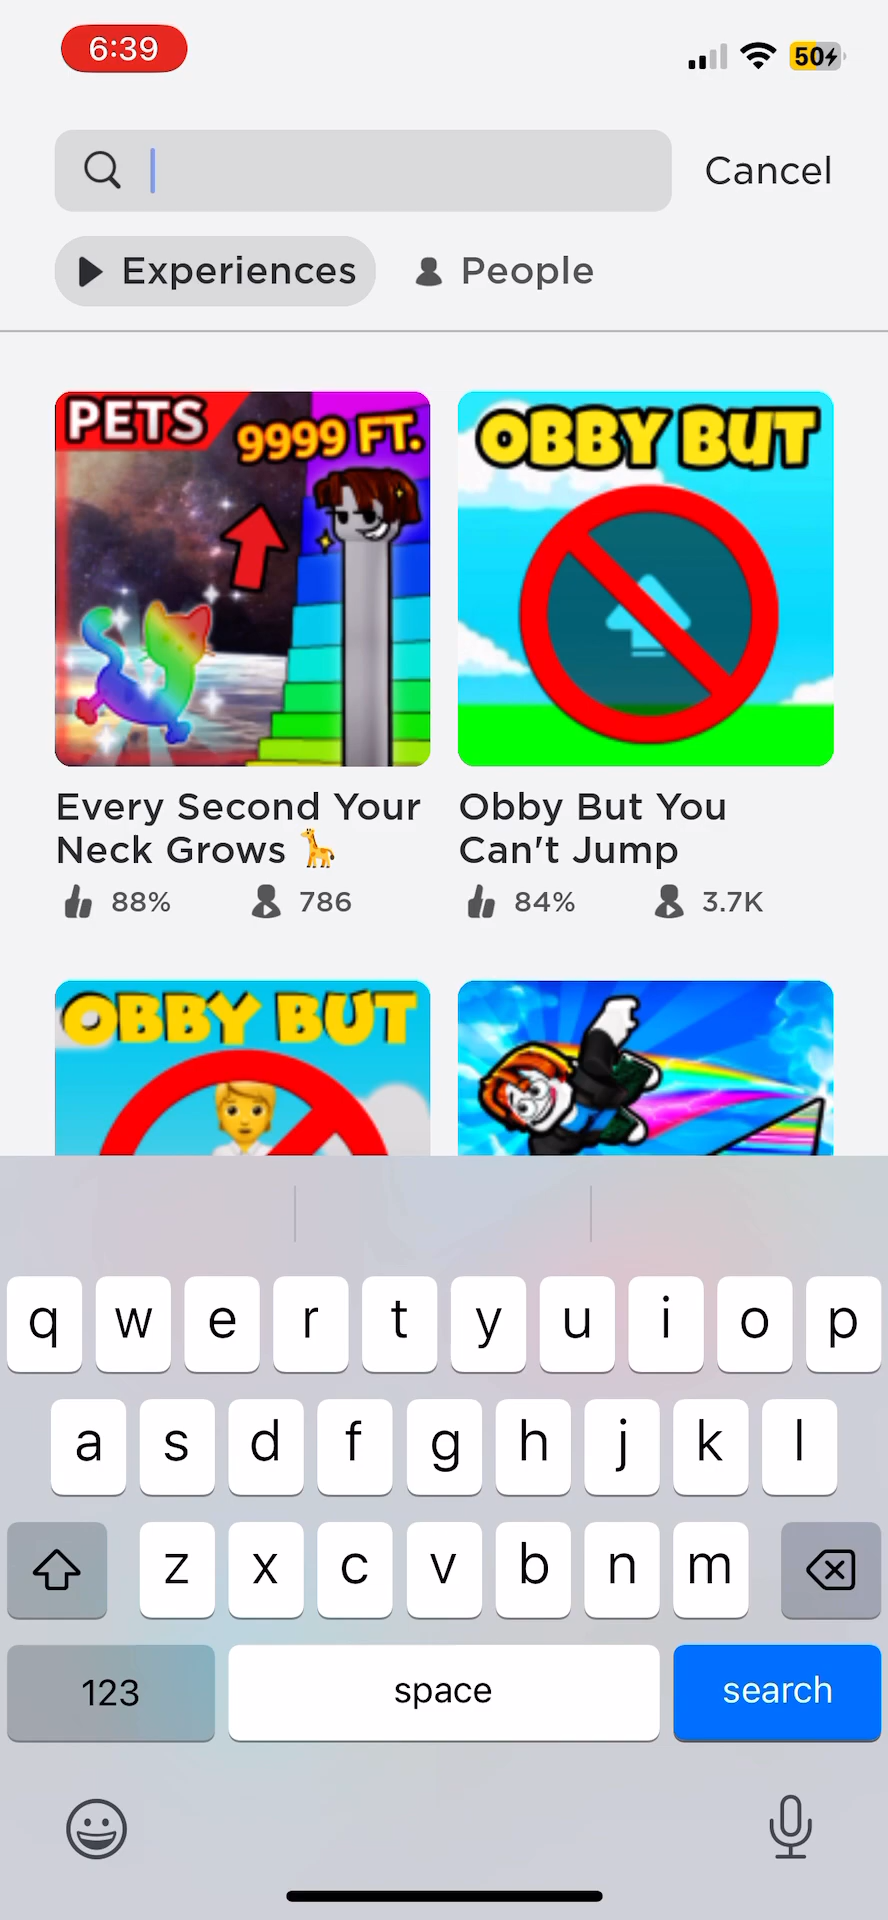 6:39
50
Cancel
Experiences
People
PETS
9999 FT.
OBBY BUT
Every Second Your
Neck Grows 🦒
88%
786
Obby But You
Can't Jump
84%
3.7K
OBBY BUT
q w e r t y u i o p
a s d f g h j k l
z x c v b n m
123
space
search